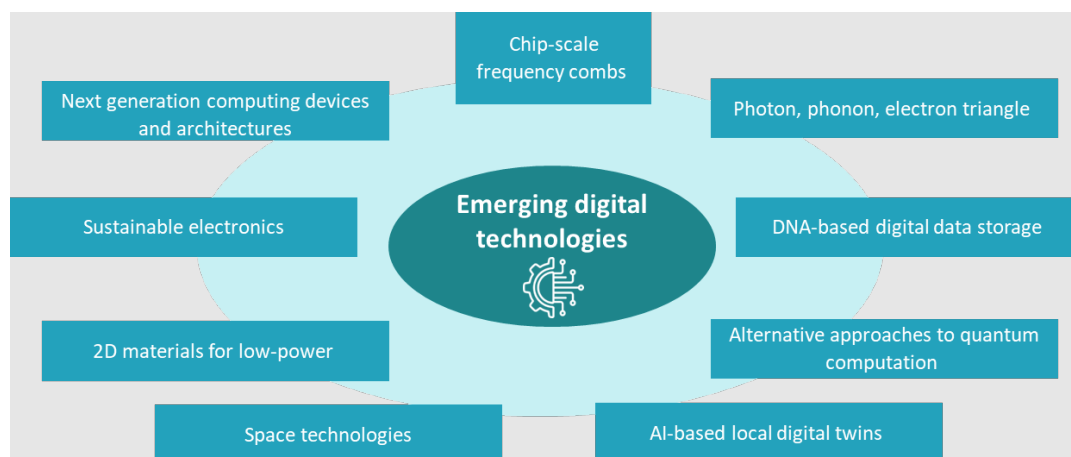 Chip-scale
frequency combs
Next generation computing devices
and architectures
Photon, phonon, electron triangle
Emerging digital
technologies
Sustainable electronics
DNA-based digital data storage
2D materials for low-power
Alternative approaches to quantum
computation
Space technologies
AI-based local digital twins